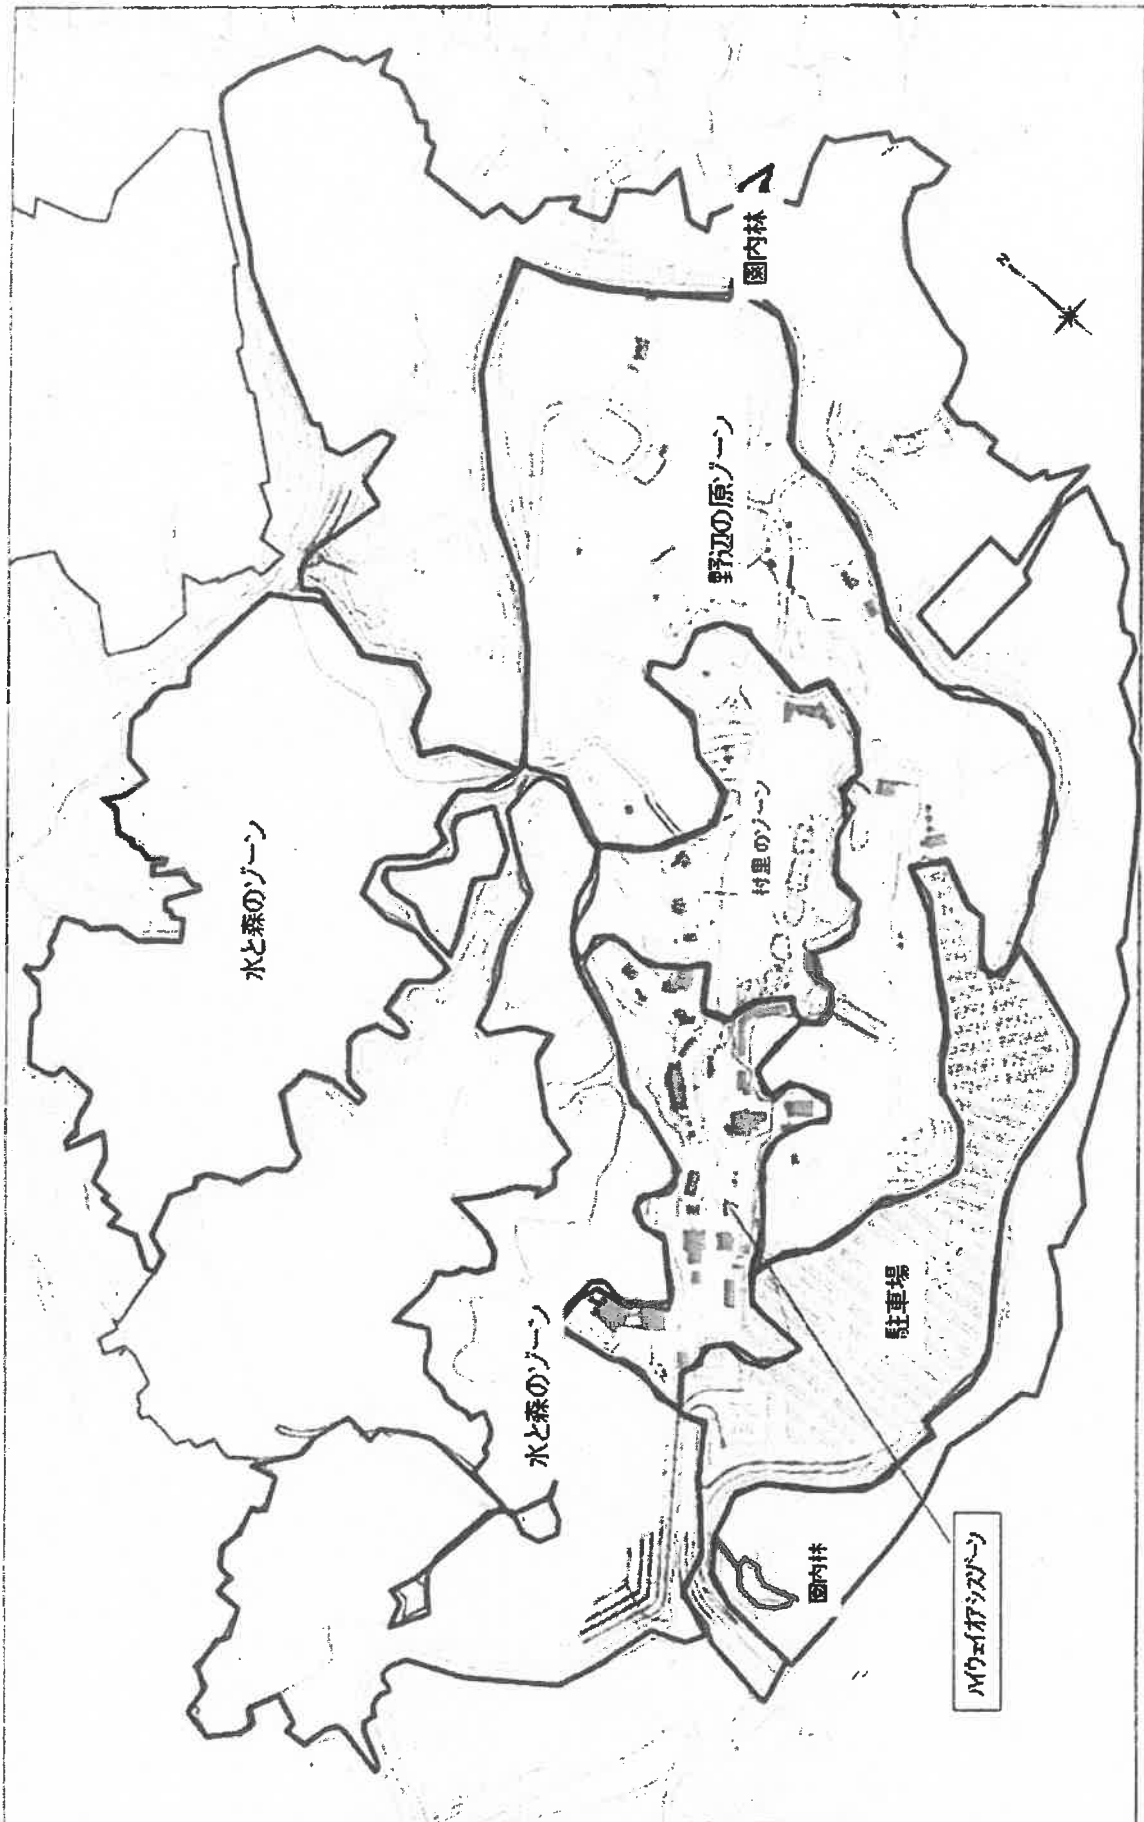 水と森のゾーン
水と森のゾーン
園内林
野辺の原ゾーン
村里のゾーン
駐車場
園内林
ハイウェイオアシスゾーン
N